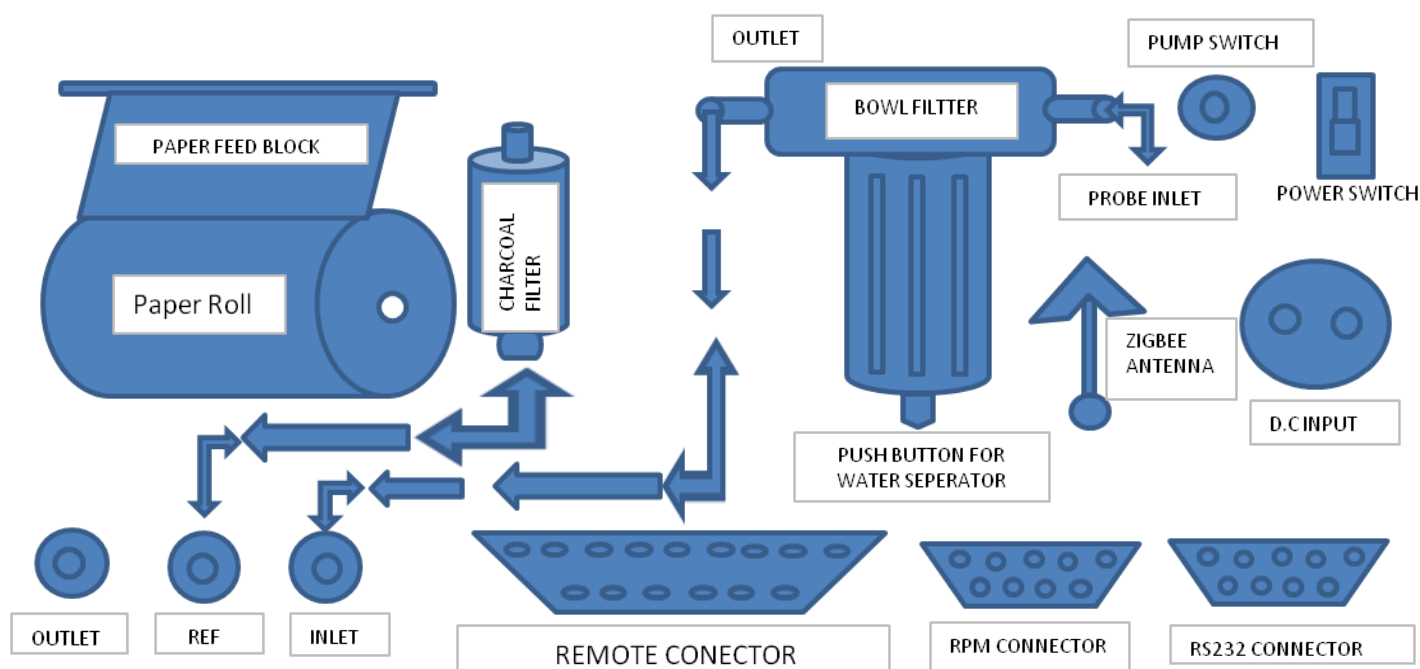 OUTLET
PUMP SWITCH
BOWL FILTTER
PAPER FEED BLOCK
PROBE INLET
POWER SWITCH
CHARCOAL
FILTER
Paper Roll
ZIGBEE
ANTENNA
D.C INPUT
PUSH BUTTON FOR
WATER SEPERATOR
OUTLET
REF
INLET
REMOTE CONECTOR
RPM CONNECTOR
RS232 CONNECTOR